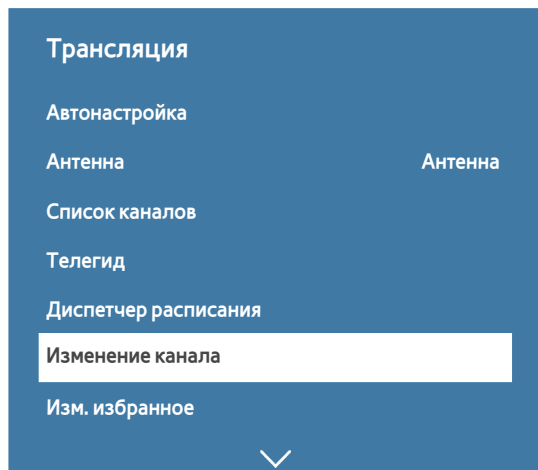 Трансляция
Автонастройка
Антенна Антенна
Список каналов
Телегид
Диспетчер расписания
Изменение канала
Изм. избранное